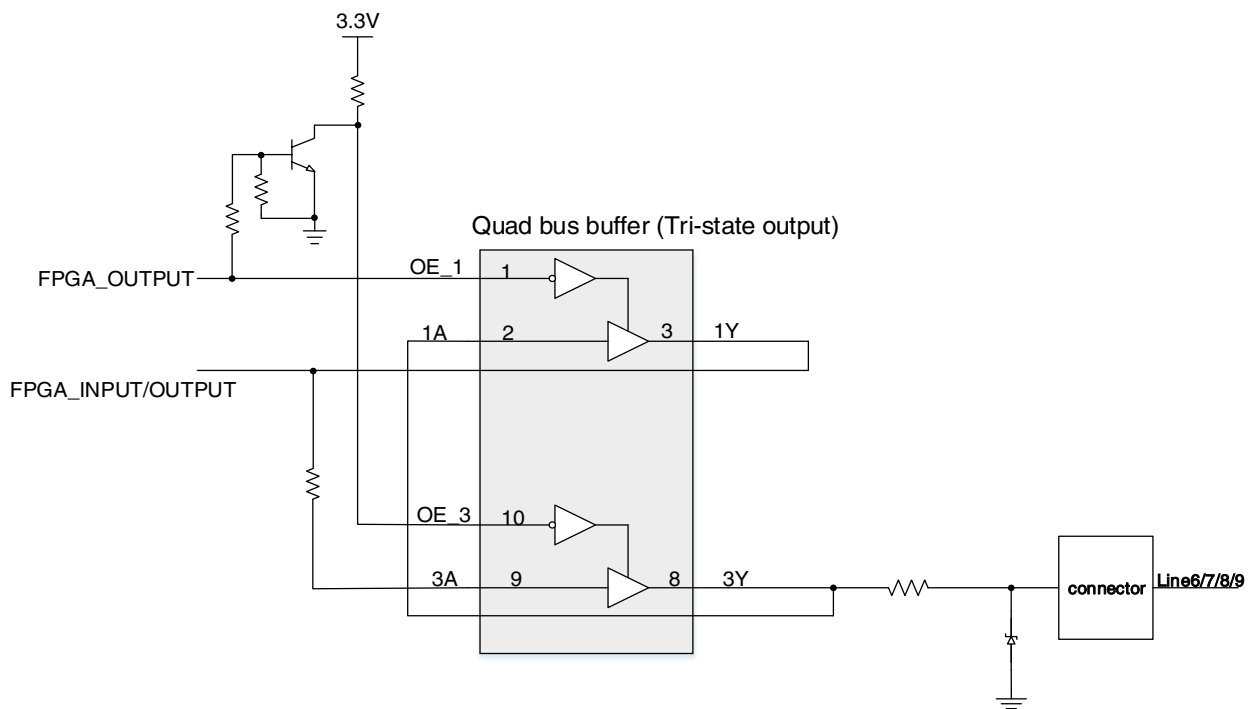 3.3V
Quad bus buffer (Tri-state output)
FPGA_OUTPUT
OE_1
1
1A
2
3
1Y
FPGA_INPUT/OUTPUT
OE_3
10
3A
9
8
3Y
connector
Line6/7/8/9